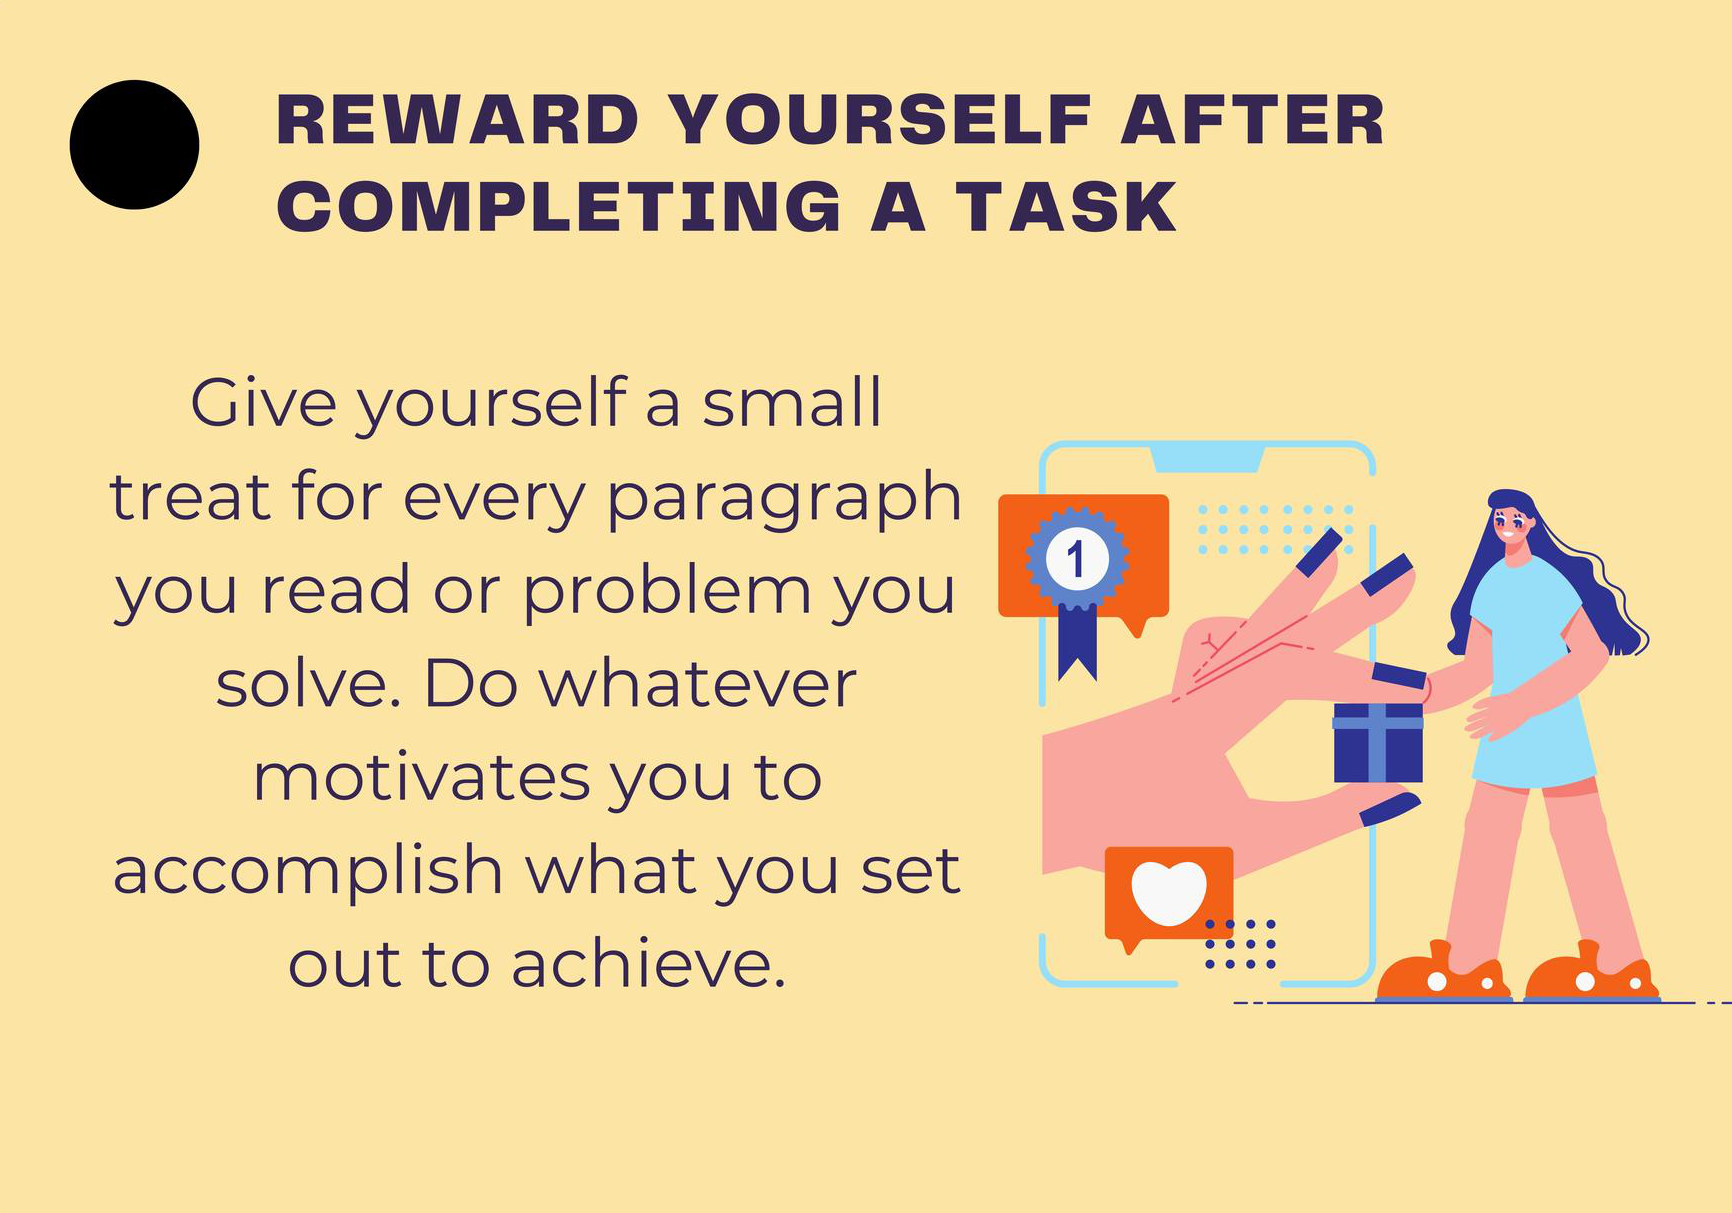 REWARD YOURSELF AFTER
COMPLETING A TASK
Give yourself a small
treat for every paragraph
you read or problem you
solve. Do whatever
motivates you to
accomplish what you set
out to achieve.
1